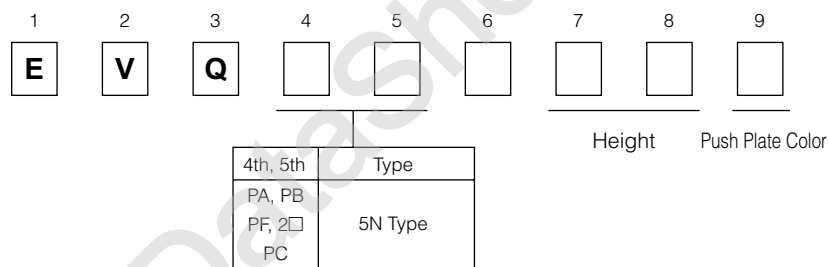 1 2 3 4 5 6 7 8 9
E V Q □ □ □ □ □ □
Height Push Plate Color
4th, 5th Type
PA, PB
PF, 2□ 5N Type
PC